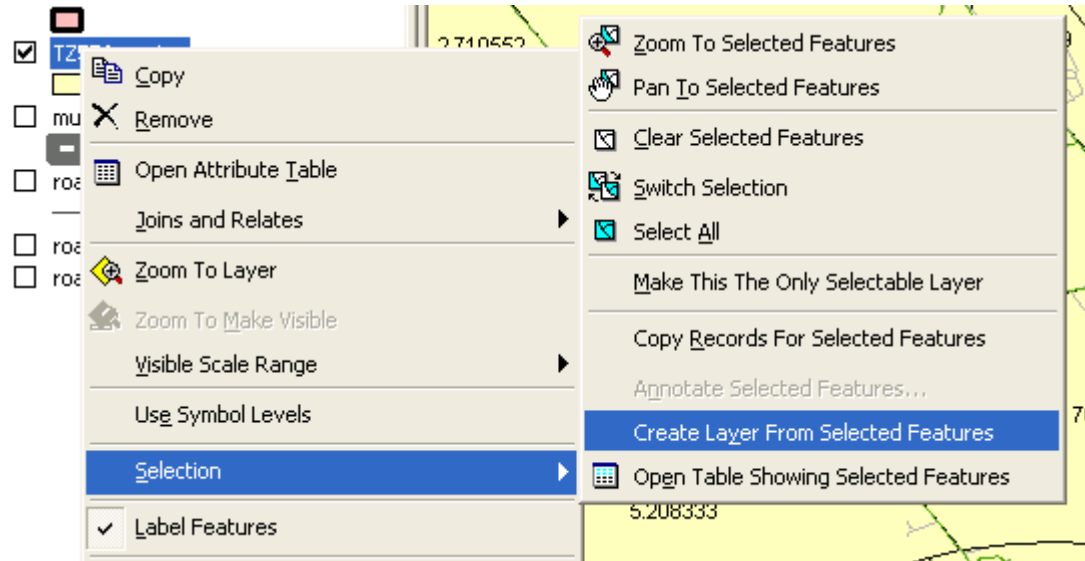 Copy
Remove
Open Attribute Table
Joins and Relates
Zoom To Layer
Zoom To Make Visible
Visible Scale Range
Use Symbol Levels
Selection
Label Features
Zoom To Selected Features
Pan To Selected Features
Clear Selected Features
Switch Selection
Select All
Make This The Only Selectable Layer
Copy Records For Selected Features
Annotate Selected Features...
Create Layer From Selected Features
Open Table Showing Selected Features
5.208333